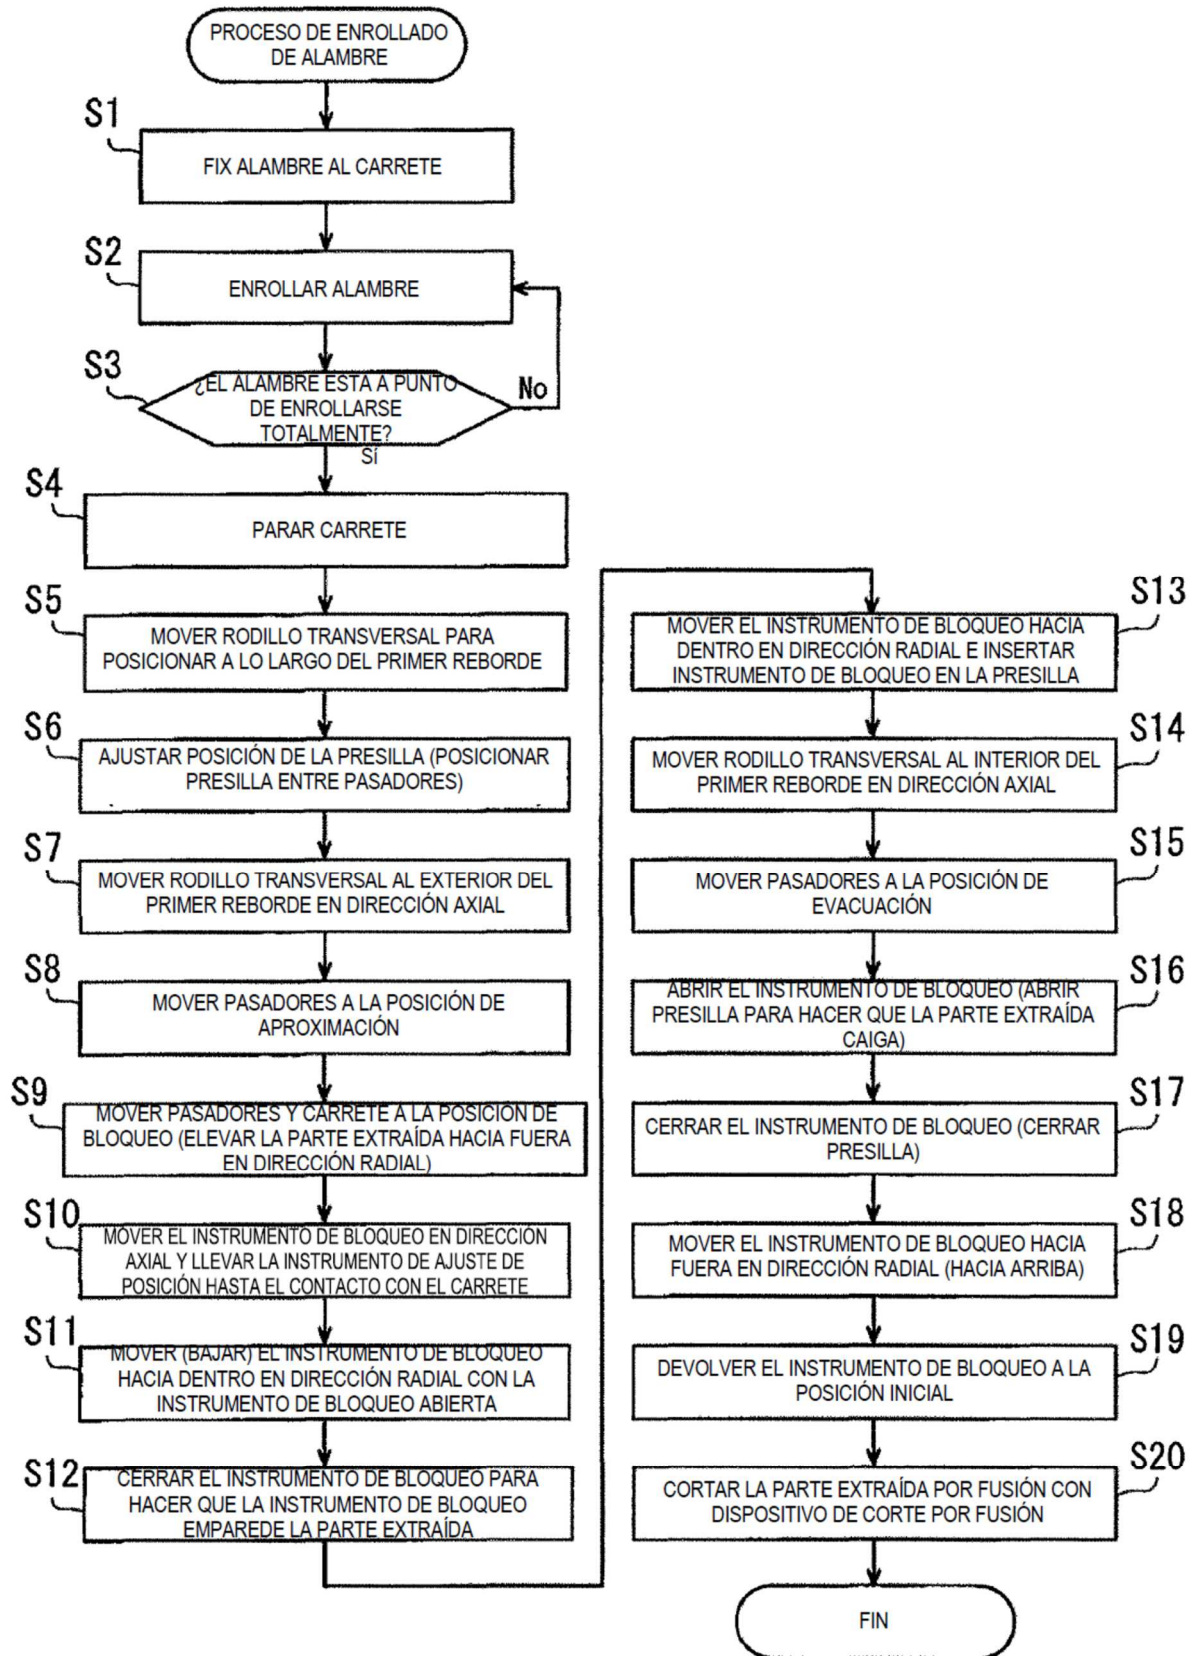 PROCESO DE ENROLLADO
DE ALAMBRE
S1
FIX ALAMBRE AL CARRETE
S2
ENROLLAR ALAMBRE
S3
¿EL ALAMBRE ESTA A PUNTO
DE ENROLLARSE
TOTALMENTE?
No
Sí
S4
PARAR CARRETE
S5
MOVER RODILLO TRANSVERSAL PARA
POSICIONAR A LO LARGO DEL PRIMER REBORDE
S6
AJUSTAR POSICIÓN DE LA PRESILLA (POSICIONAR
PRESILLA ENTRE PASADORES)
S7
MOVER RODILLO TRANSVERSAL AL EXTERIOR DEL
PRIMER REBORDE EN DIRECCIÓN AXIAL
S8
MOVER PASADORES A LA POSICIÓN DE
APROXIMACIÓN
S9
MOVER PASADORES Y CARRETE A LA POSICIÓN DE
BLOQUEO (ELEVAR LA PARTE EXTRAÍDA HACIA FUERA
EN DIRECCIÓN RADIAL)
S10
MOVER EL INSTRUMENTO DE BLOQUEO EN DIRECCIÓN
AXIAL Y LLEVAR LA INSTRUMENTO DE AJUSTE DE
POSICIÓN HASTA EL CONTACTO CON EL CARRETE
S11
MOVER (BAJAR) EL INSTRUMENTO DE BLOQUEO
HACIA DENTRO EN DIRECCIÓN RADIAL CON LA
INSTRUMENTO DE BLOQUEO ABIERTA
S12
CERRAR EL INSTRUMENTO DE BLOQUEO PARA
HACER QUE LA INSTRUMENTO DE BLOQUEO
EMPAREDE LA PARTE EXTRAÍDA
S13
MOVER EL INSTRUMENTO DE BLOQUEO HACIA
DENTRO EN DIRECCIÓN RADIAL E INSERTAR
INSTRUMENTO DE BLOQUEO EN LA PRESILLA
S14
MOVER RODILLO TRANSVERSAL AL INTERIOR DEL
PRIMER REBORDE EN DIRECCIÓN AXIAL
S15
MOVER PASADORES A LA POSICIÓN DE
EVACUACIÓN
S16
ABRIR EL INSTRUMENTO DE BLOQUEO (ABRIR
PRESILLA PARA HACER QUE LA PARTE EXTRAÍDA
CAIGA)
S17
CERRAR EL INSTRUMENTO DE BLOQUEO (CERRAR
PRESILLA)
S18
MOVER EL INSTRUMENTO DE BLOQUEO HACIA
FUERA EN DIRECCIÓN RADIAL (HACIA ARRIBA)
S19
DEVOLVER EL INSTRUMENTO DE BLOQUEO A LA
POSICIÓN INICIAL
S20
CORTAR LA PARTE EXTRAÍDA POR FUSIÓN CON
DISPOSITIVO DE CORTE POR FUSIÓN
FIN